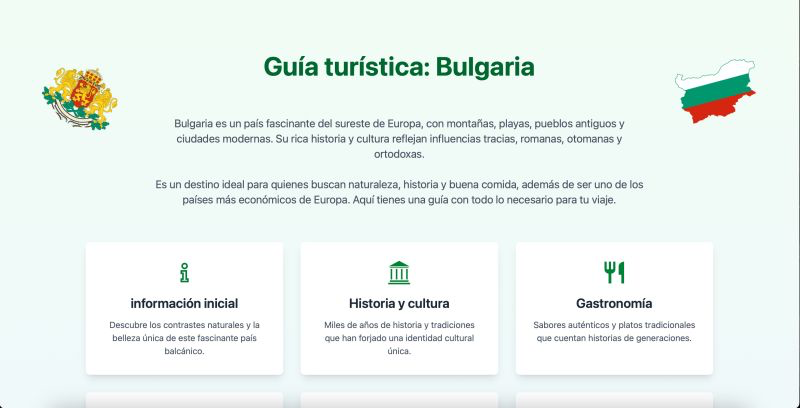 Guía turística: Bulgaria
Bulgaria es un país fascinante del sureste de Europa, con montañas, playas, pueblos antiguos y
ciudades modernas. Su rica historia y cultura reflejan influencias tracias, romanas, otomanas y
ortodoxas.
Es un destino ideal para quienes buscan naturaleza, historia y buena comida, además de ser uno de los
países más económicos de Europa. Aquí tienes una guía con todo lo necesario para tu viaje.
información inicial
Descubre los contrastes naturales y la
belleza única de este fascinante país
balcánico.
Historia y cultura
Miles de años de historia y tradiciones
que han forjado una identidad cultural
única.
Gastronomía
Sabores auténticos y platos tradicionales
que cuentan historias de generaciones.